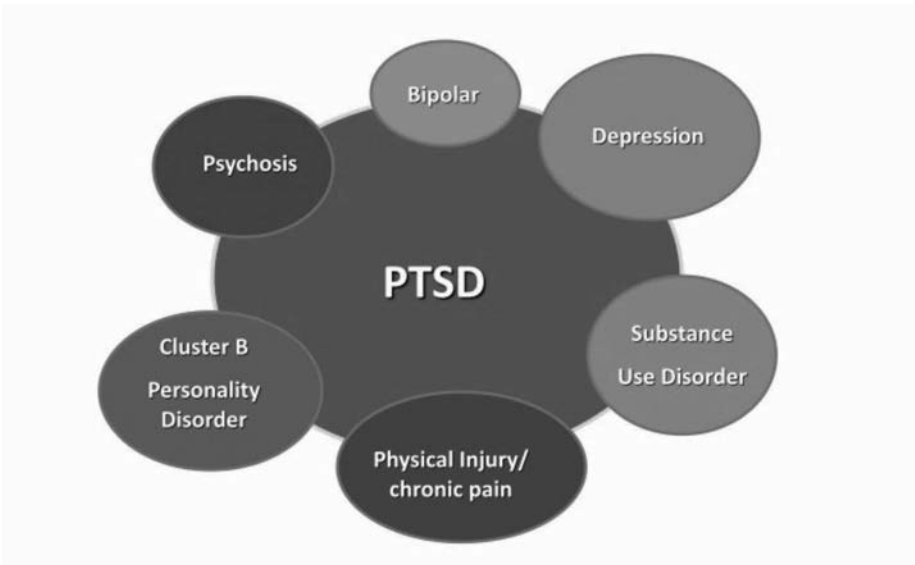 Bipolar
Depression
Psychosis
PTSD
Substance
Use Disorder
Cluster B
Personality
Disorder
Physical Injury/
chronic pain